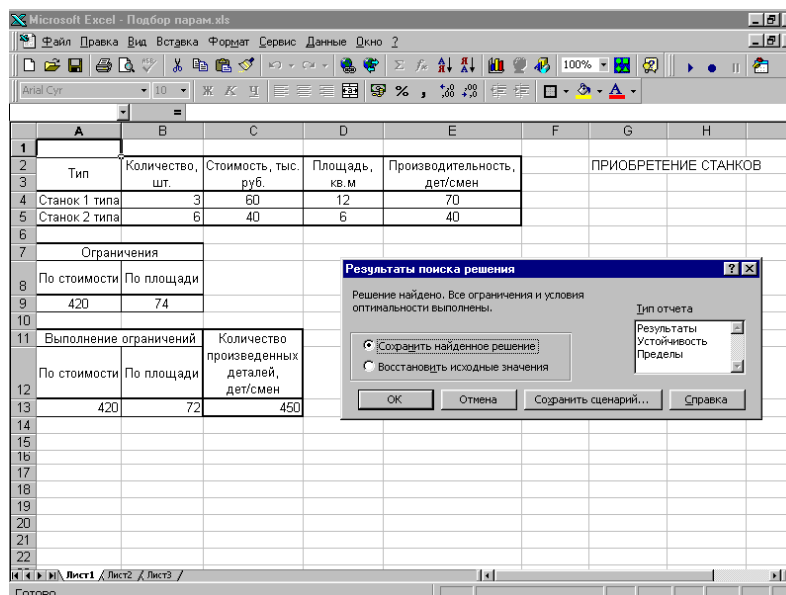 Microsoft Excel - Подбор парам.xls
Файл Правка Вид Вставка Формат Сервис Данные Окно ?
100%
Arial Cyr 10 Ж К Ч % ,
=
A B C D E F G H
1
2 Тип Количество, Стоимость, тыс. Площадь, Производительность, ПРИОБРЕТЕНИЕ СТАНКОВ
3 шт. руб. кв.м дет/смен
4 Станок 1 типа 3 60 12 70
5 Станок 2 типа 6 40 6 40
6
7 Ограничения
8 По стоимости По площади
9 420 74
10
11 Выполнение ограничений Количество
произведенных
12 По стоимости По площади деталей,
дет/смен
13 420 72 450
14
15
16
17
18
19
20
21
22
Результаты поиска решения
Решение найдено. Все ограничения и условия
оптимальности выполнены.
Тип отчета
Результаты
Устойчивость
Пределы
Сохранить найденное решение
Восстановить исходные значения
ОК Отмена Сохранить сценарий... Справка
Лист1 Лист2 Лист3
Готово